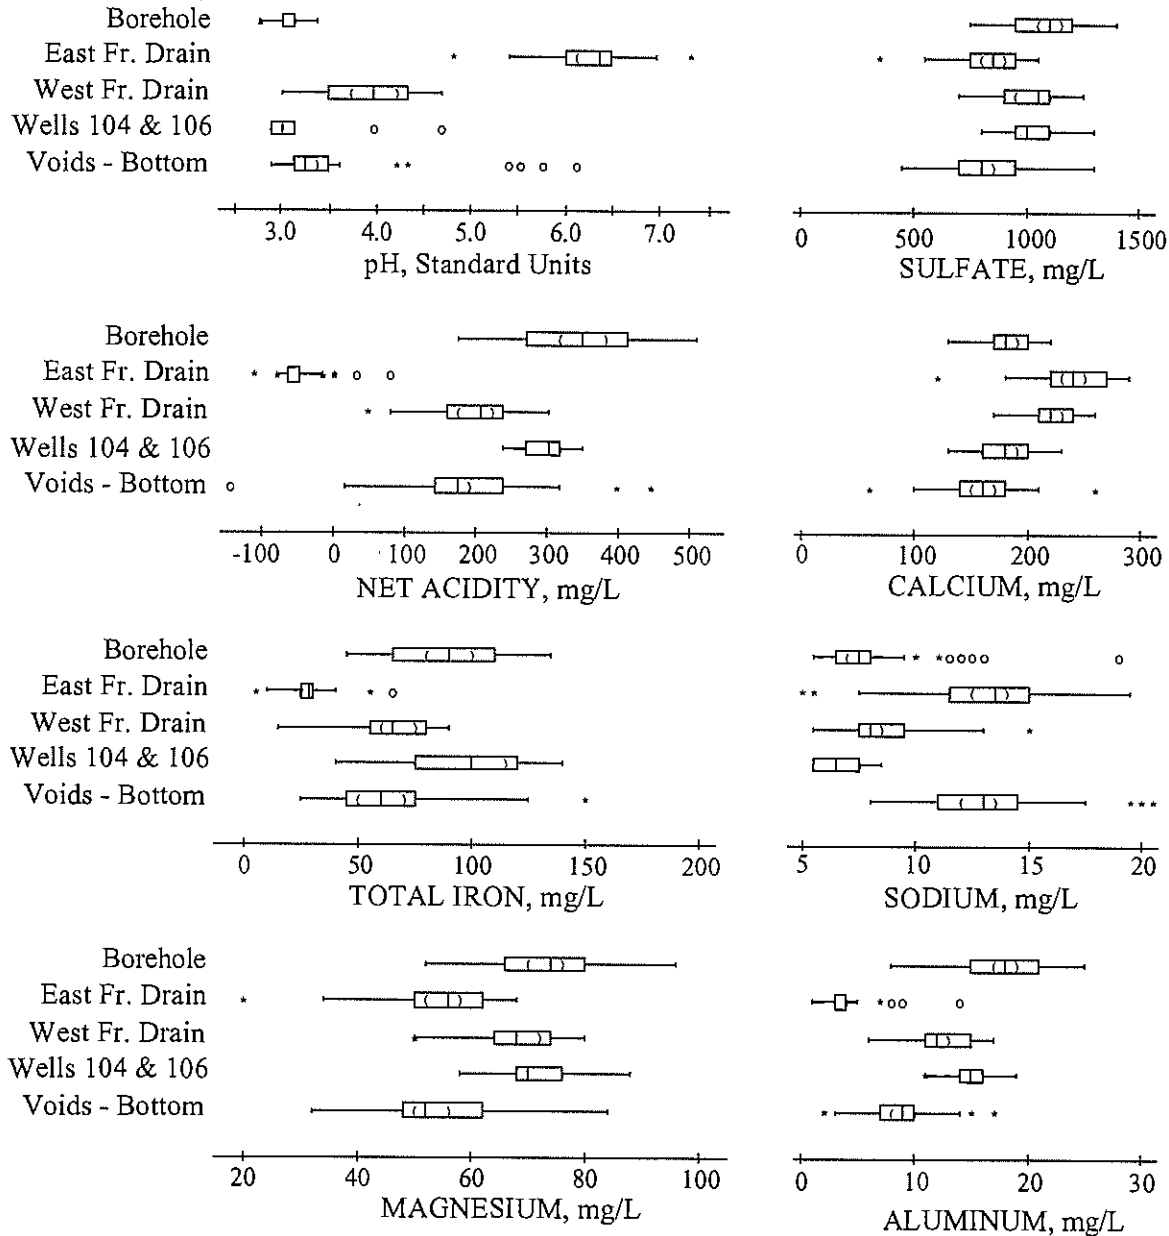 Borehole
East Fr. Drain
West Fr. Drain
Wells 104 & 106
Voids - Bottom
3.0 4.0 5.0 6.0 7.0
pH, Standard Units
0 500 1000 1500
SULFATE, mg/L
Borehole
East Fr. Drain
West Fr. Drain
Wells 104 & 106
Voids - Bottom
-100 0 100 200 300 400 500
NET ACIDITY, mg/L
0 100 200 300
CALCIUM, mg/L
Borehole
East Fr. Drain
West Fr. Drain
Wells 104 & 106
Voids - Bottom
0 50 100 150 200
TOTAL IRON, mg/L
5 10 15 20
SODIUM, mg/L
Borehole
East Fr. Drain
West Fr. Drain
Wells 104 & 106
Voids - Bottom
20 40 60 80 100
MAGNESIUM, mg/L
0 10 20 30
ALUMINUM, mg/L